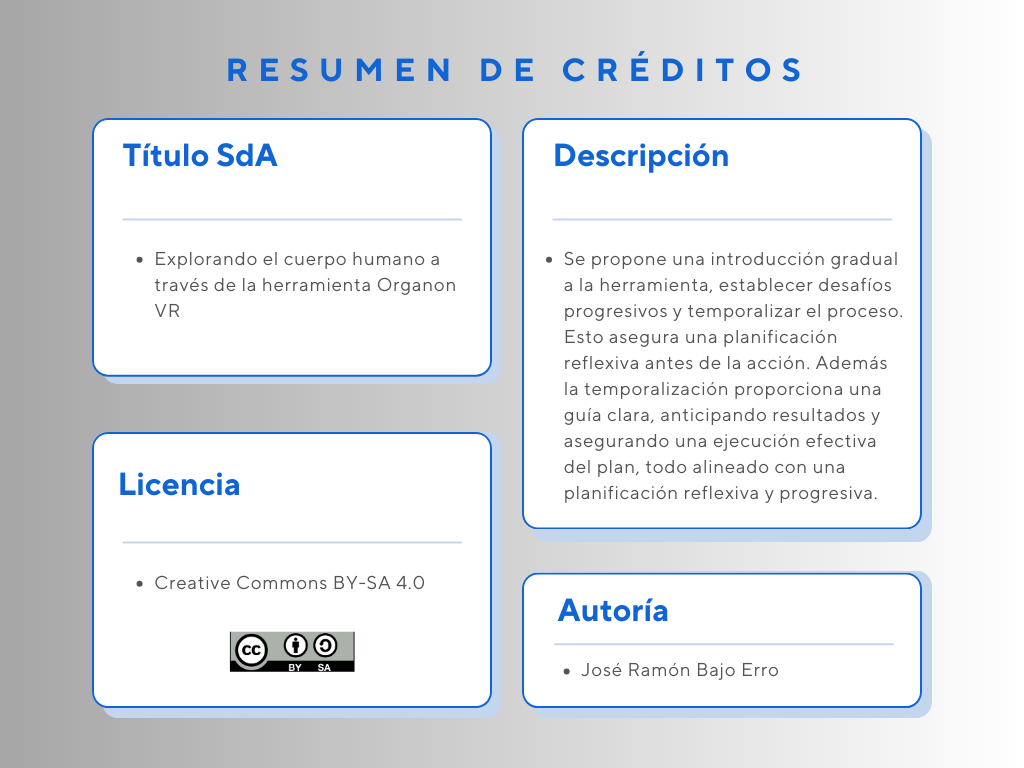 RESUMEN DE CRÉDITOS
Título SdA
Explorando el cuerpo humano a
través de la herramienta Organon
VR
Descripción
Se propone una introducción gradual
a la herramienta, establecer desafíos
progresivos y temporalizar el proceso.
Esto asegura una planificación
reflexiva antes de la acción. Además
la temporalización proporciona una
guía clara, anticipando resultados y
asegurando una ejecución efectiva
del plan, todo alineado con una
planificación reflexiva y progresiva.
Licencia
Creative Commons BY-SA 4.0
cc
BY SA
Autoría
José Ramón Bajo Erro